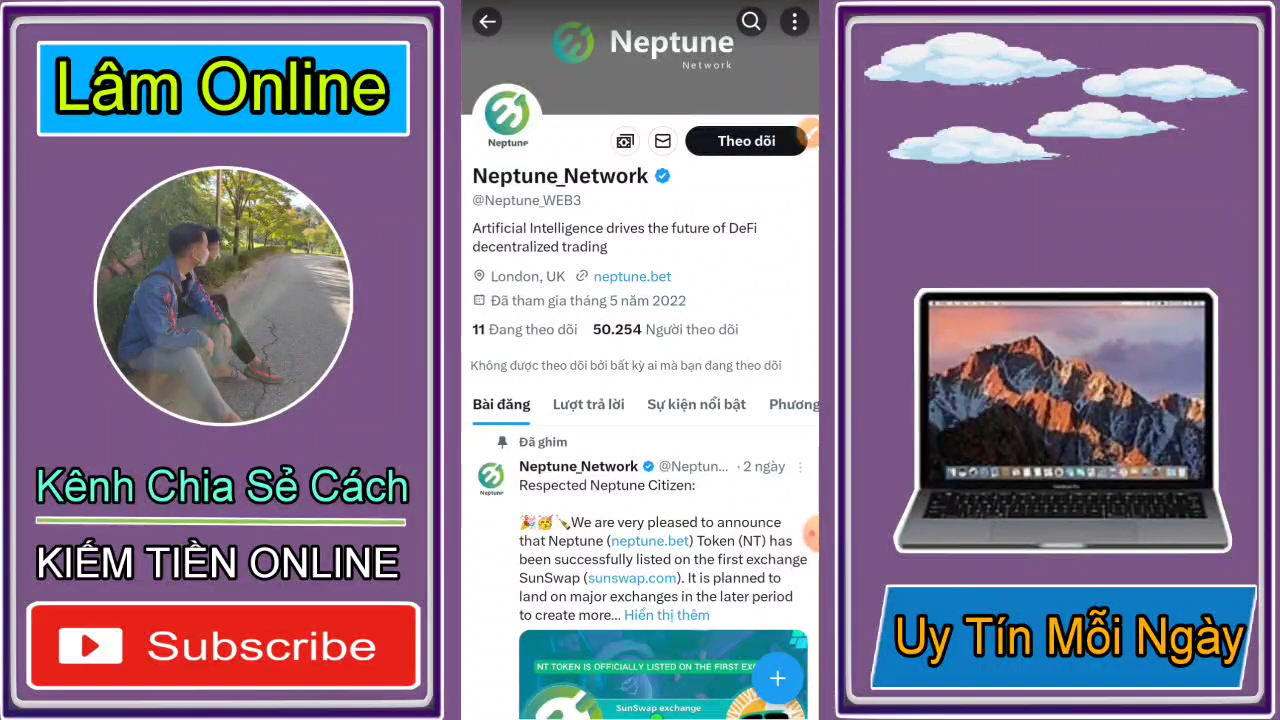 Lâm Online
Kênh Chia Sẻ Cách
KIẾM TIỀN ONLINE
Subscribe
Neptune
Network
Neptune
Theo dõi
Neptune_Network
@Neptune_WEB3
Artificial Intelligence drives the future of DeFi
decentralized trading
London, UK neptune.bet
Đã tham gia tháng 5 năm 2022
11 Đang theo dõi 50.254 Người theo dõi
Không được theo dõi bởi bất kỳ ai mà bạn đang theo dõi
Bài đăng Lượt trả lời Sự kiện nổi bật Phương
Đã ghim
Neptune_Network @Neptun... · 2 ngày
Neptune
Respected Neptune Citizen:
🎉🥳🍾We are very pleased to announce
that Neptune (neptune.bet) Token (NT) has
been successfully listed on the first exchange
SunSwap (sunswap.com). It is planned to
land on major exchanges in the later period
to create more... Hiển thị thêm
NT TOKEN IS OFFICIALLY LISTED ON THE FIRST
SunSwap exchange
Uy Tín Mỗi Ngày